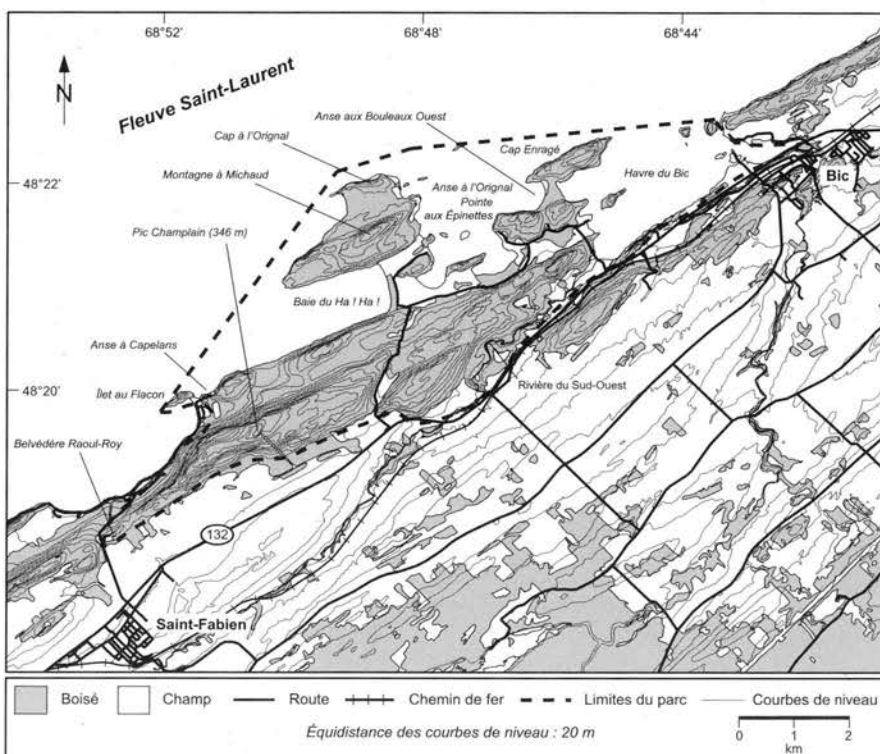 68°52'
68°48'
68°44'
N
Fleuve Saint-Laurent
Anse aux Bouleaux Ouest
Cap à l'Orignal
Cap Enragé
48°22'
Montagne à Michaud
Anse à l'Orignal
Havre du Bic
Bic
Pointe
aux Épinettes
Pic Champlain (346 m)
Baie du Ha ! Ha !
Anse à Capelans
48°20'
Îlet au Flacon
Rivière du Sud-Ouest
Belvédère Raoul-Roy
132
Saint-Fabien
Boisé
Champ
Route
Chemin de fer
Limites du parc
Courbes de niveau
Équidistance des courbes de niveau : 20 m
0 1 2
km